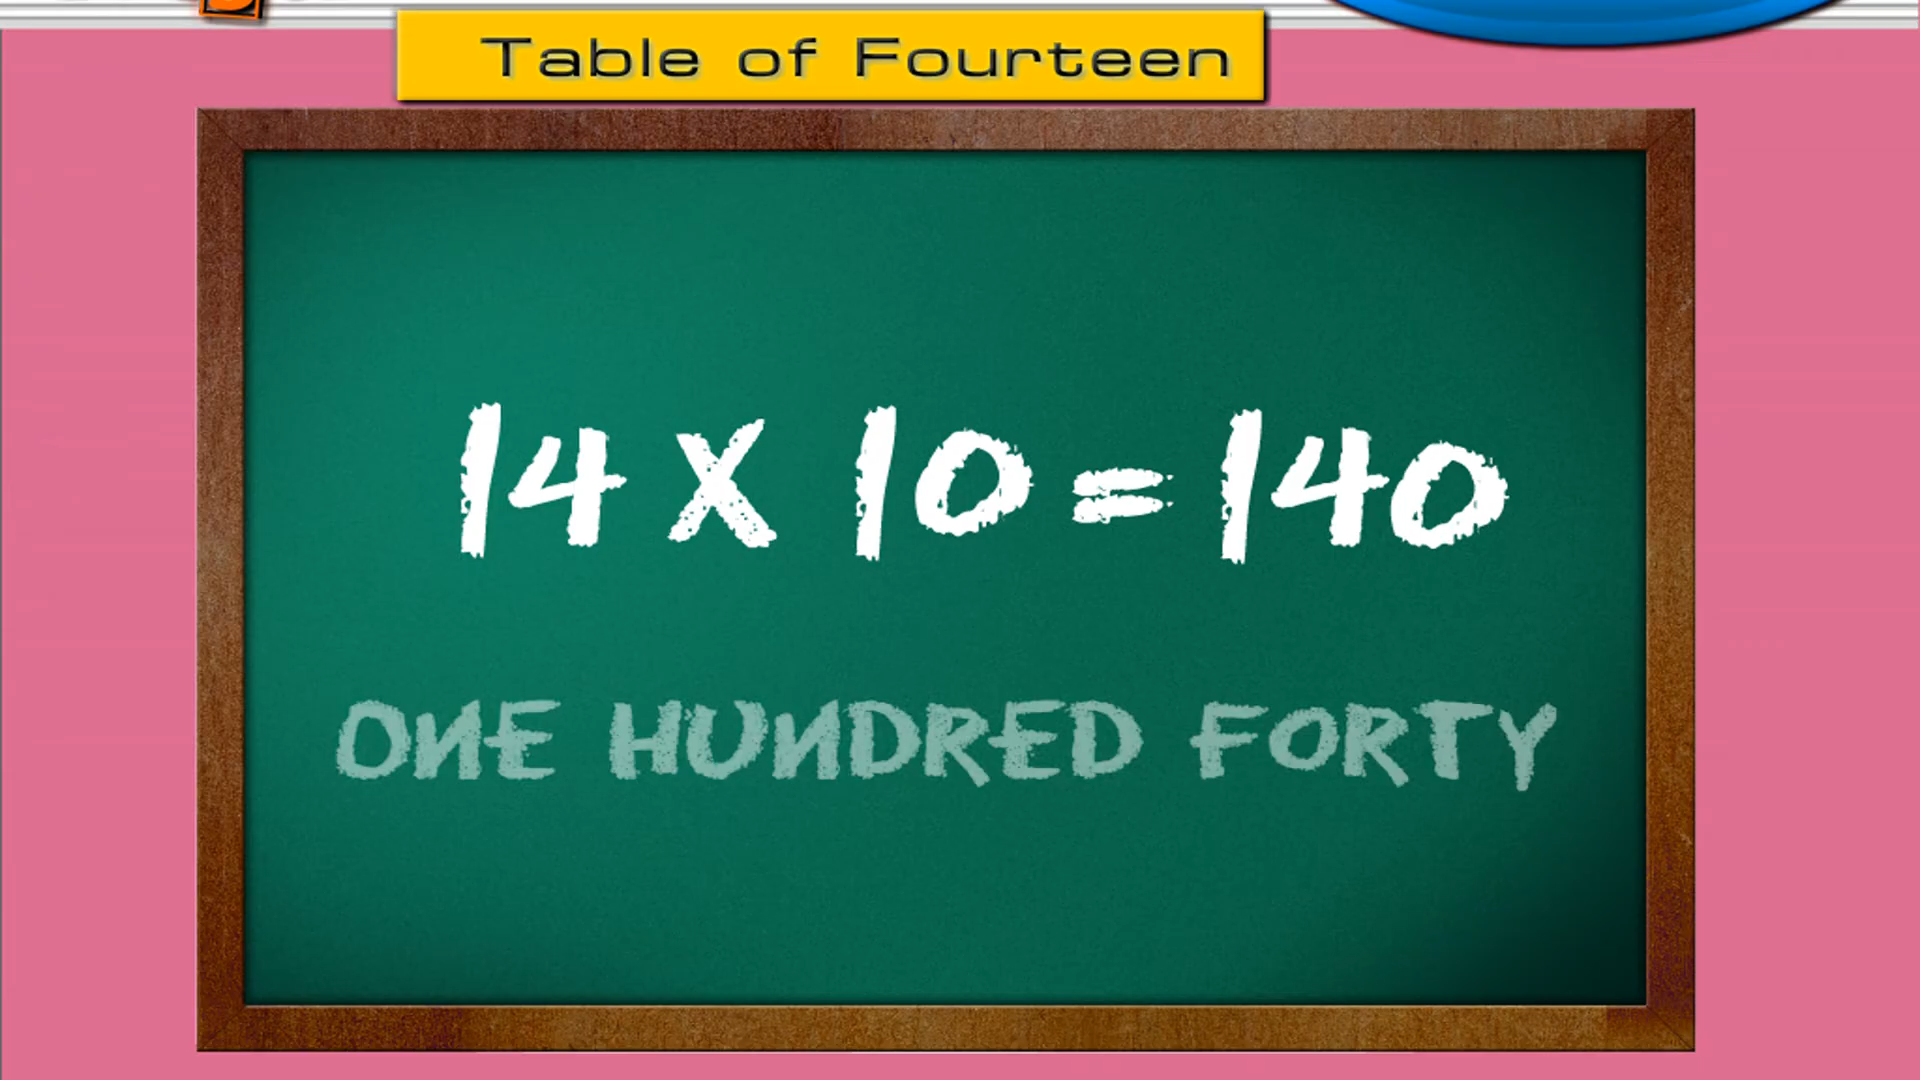 Table of Fourteen
14 X 10 = 140
ONE HUNDRED FORTY